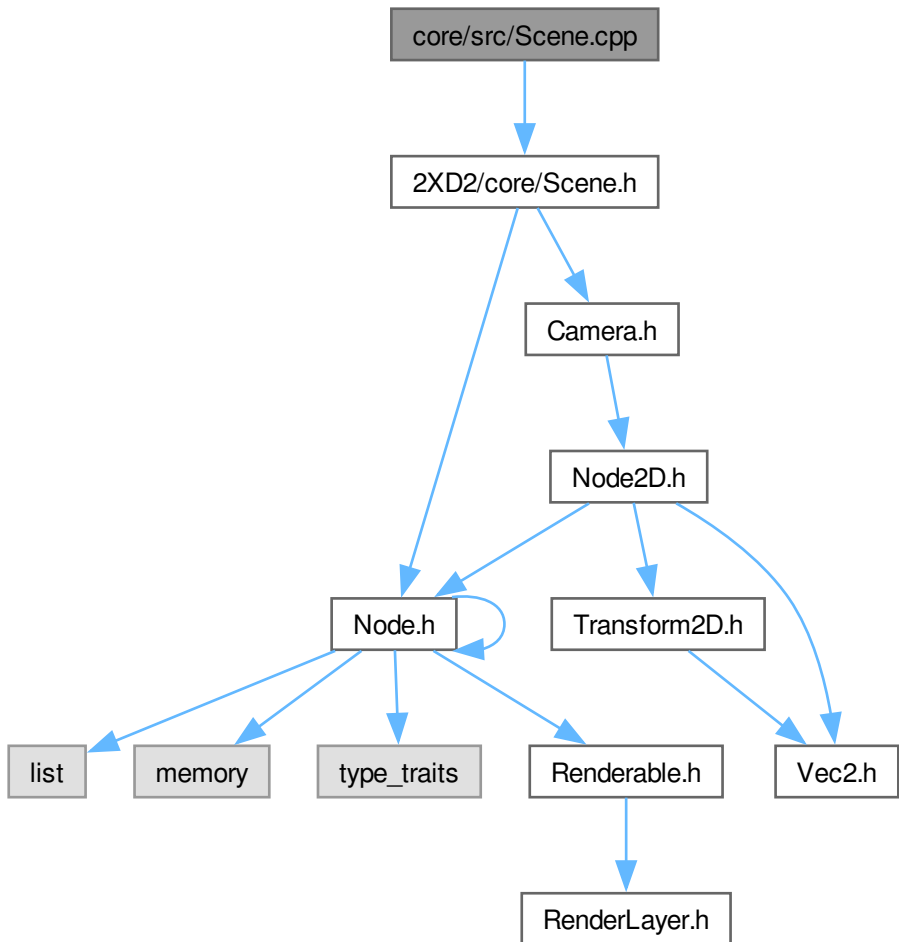 core/src/Scene.cpp
2XD2/core/Scene.h
Camera.h
Node2D.h
Node.h
Transform2D.h
list
memory
type_traits
Renderable.h
Vec2.h
RenderLayer.h